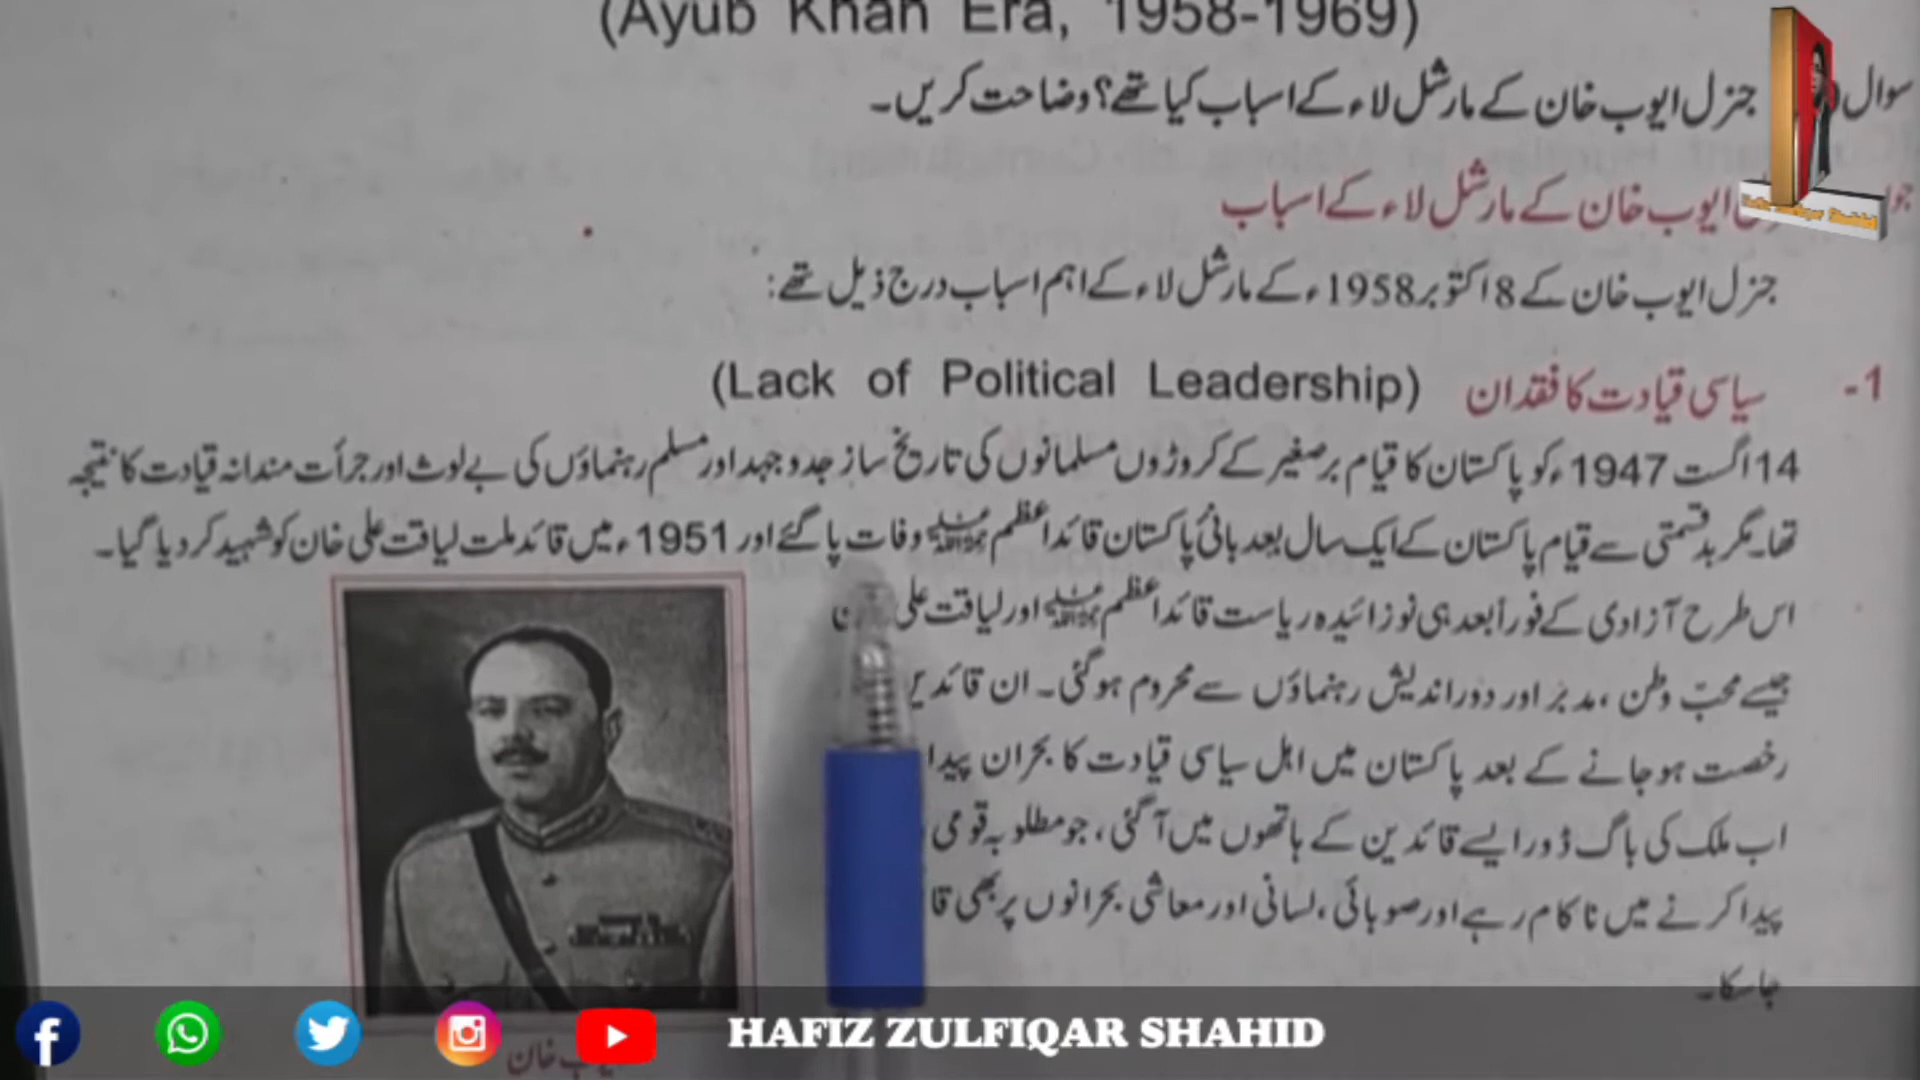 (Ayub Khan Era, 1958-1969)
سوال جنرل ایوب خان کے مارشل لاء کے اسباب کیا تھے؟ وضاحت کریں۔
ایوب خان کے مارشل لاء کے اسباب
جنرل ایوب خان کے 8 اکتوبر 1958ء کے مارشل لاء کے اہم اسباب درج ذیل تھے:
1- سیاسی قیادت کا فقدان (Lack of Political Leadership)
14 اگست 1947ء کو پاکستان کا قیام برصغیر کے کروڑوں مسلمانوں کی تاریخ ساز جدوجہد اور مسلم رہنماؤں کی بے لوث اور جرأت مندانہ قیادت کا نتیجہ
تھا۔ مگر بدقسمتی سے قیام پاکستان کے ایک سال بعد بانیٔ پاکستان قائداعظم وفات پا گئے اور 1951ء میں قائد ملت لیاقت علی خان کو شہید کر دیا گیا۔
اس طرح آزادی کے فوراً بعد ہی نوزائیدہ ریاست قائداعظم اور لیاقت علی
جیسے محبّ وطن، مدبر اور دوراندیش رہنماؤں سے محروم ہوگئی۔ ان
رخصت ہو جانے کے بعد پاکستان میں اہل سیاسی قیادت کا بحران پیدا
اب ملک کی باگ ڈور ایسے قائدین کے ہاتھوں میں آ گئی، جو مطلوبہ قومی
پیدا کرنے میں ناکام رہے اور صوبائی، لسانی اور معاشی بحرانوں پر بھی
جا سکا۔
خان
HAFIZ ZULFIQAR SHAHID